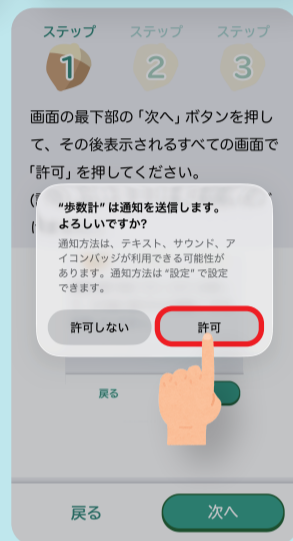 ステップ ステップ ステップ
1 2 3
画面の最下部の「次へ」ボタンを押し
て、その後表示されるすべての画面で
「許可」を押してください。
“歩数計”は通知を送信します。
よろしいですか?
通知方法は、テキスト、サウンド、ア
イコンバッジが利用できる可能性が
あります。通知方法は“設定”で設定
できます。
許可しない 許可
戻る
戻る 次へ